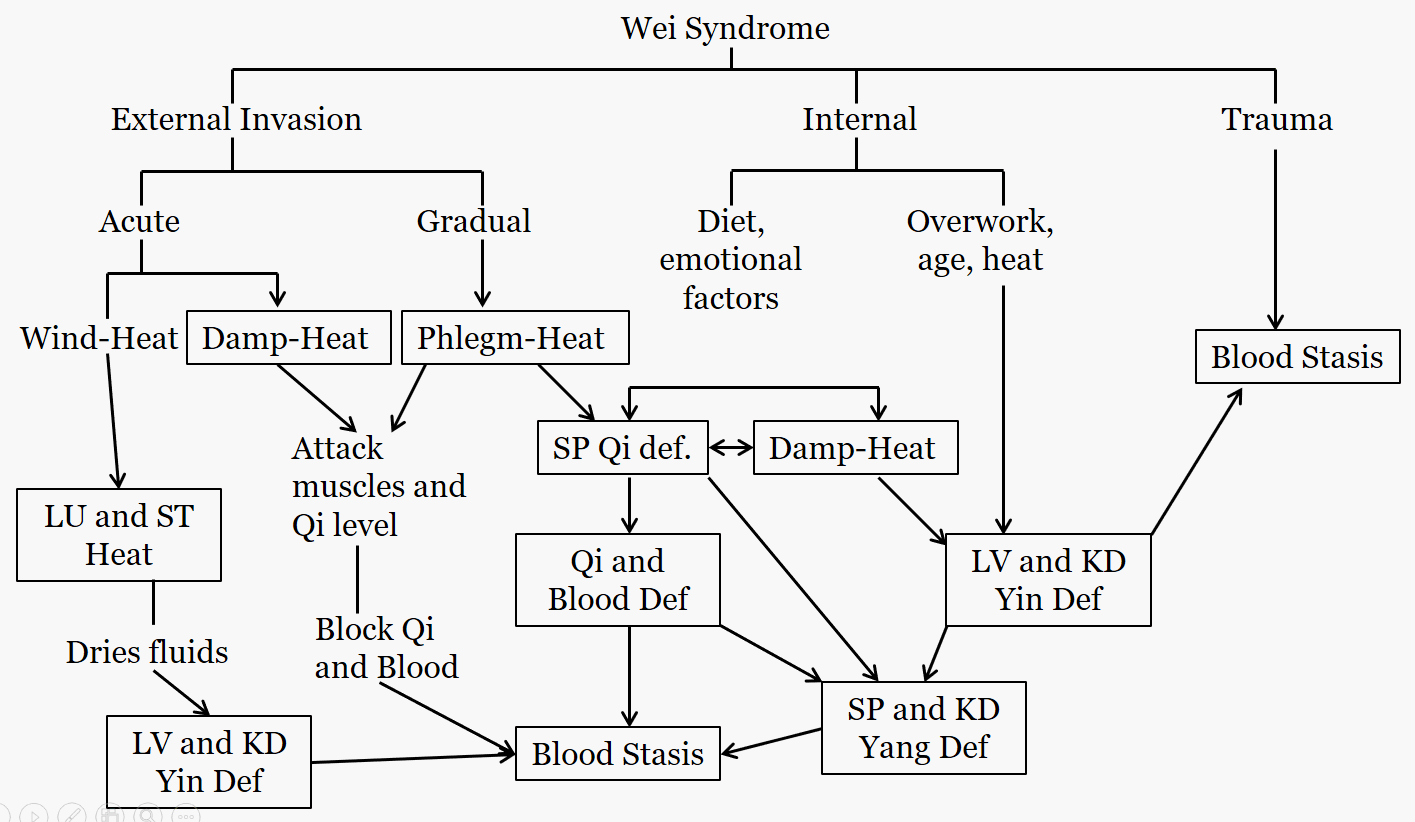 Wei Syndrome
External Invasion
Internal
Trauma
Acute
Gradual
Diet,
emotional
factors
Overwork,
age, heat
Wind-Heat
Damp-Heat
Phlegm-Heat
Blood Stasis
Attack
muscles and
Qi level
SP Qi def.
Damp-Heat
LU and ST
Heat
Qi and
Blood Def
LV and KD
Yin Def
Dries fluids
Block Qi
and Blood
LV and KD
Yin Def
Blood Stasis
SP and KD
Yang Def